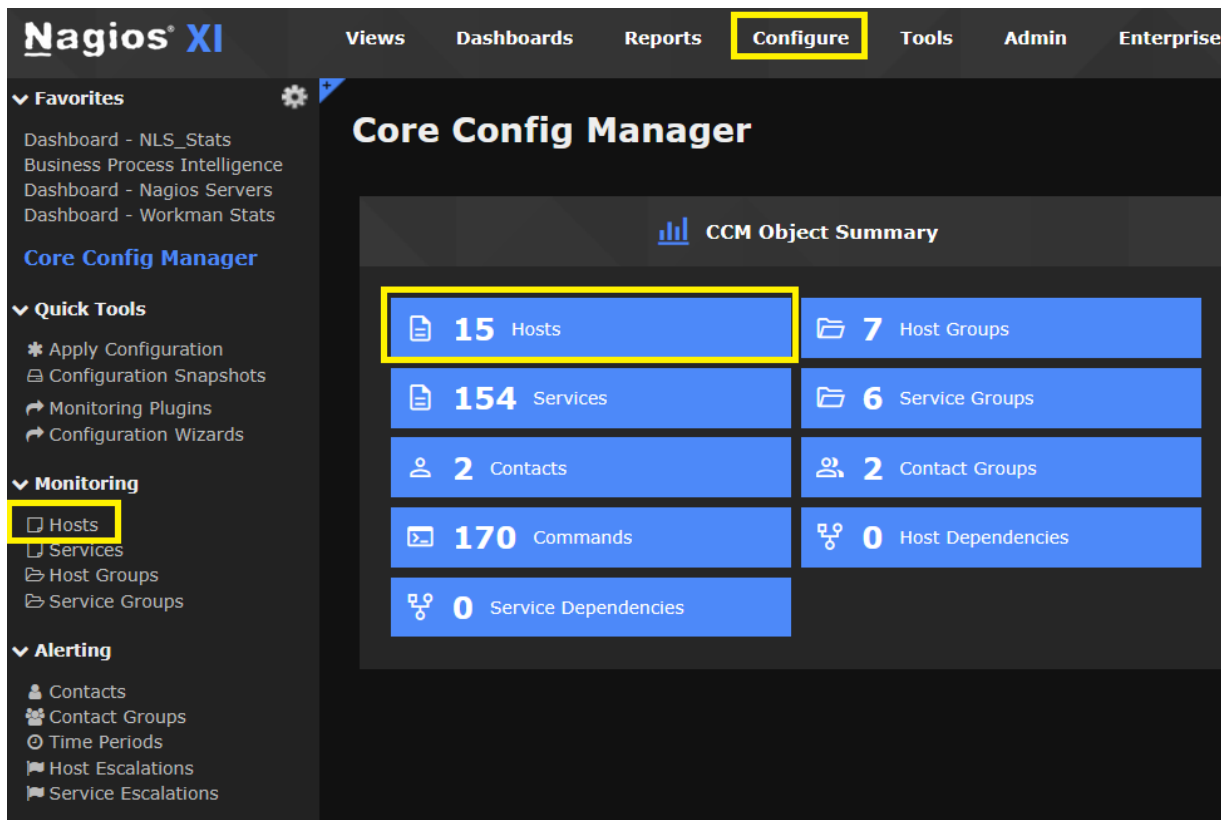 Nagios® XI
Views Dashboards Reports Configure Tools Admin Enterprise
Favorites
Dashboard - NLS_Stats
Business Process Intelligence
Dashboard - Nagios Servers
Dashboard - Workman Stats
Core Config Manager
Quick Tools
Apply Configuration
Configuration Snapshots
Monitoring Plugins
Configuration Wizards
Monitoring
Hosts
Services
Host Groups
Service Groups
Alerting
Contacts
Contact Groups
Time Periods
Host Escalations
Service Escalations
Core Config Manager
CCM Object Summary
15 Hosts
7 Host Groups
154 Services
6 Service Groups
2 Contacts
2 Contact Groups
170 Commands
0 Host Dependencies
0 Service Dependencies